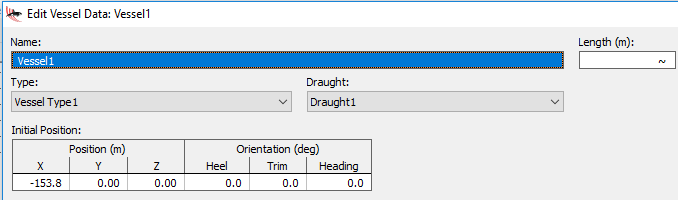 Edit Vessel Data: Vessel1
Name: Length (m):
Vessel1 ~
Type: Draught:
Vessel Type1 Draught1
Initial Position:
Position (m) Orientation (deg)
X Y Z Heel Trim Heading
-153.8 0.00 0.00 0.0 0.0 0.0